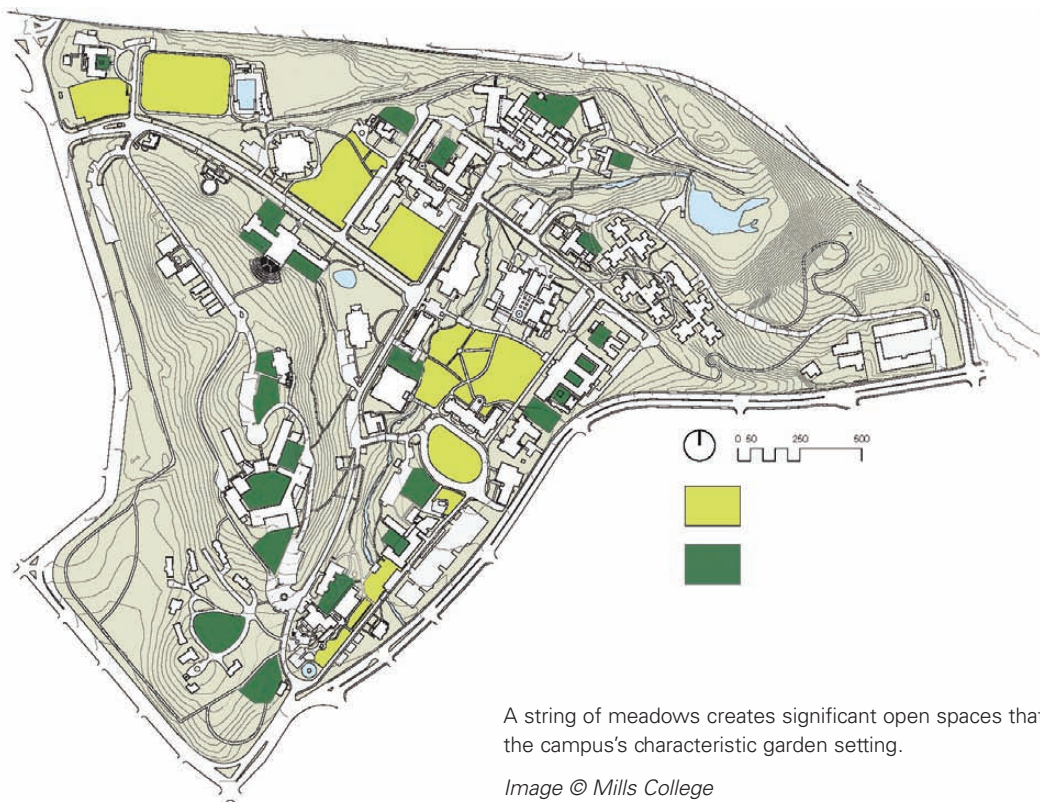 0 50 250 500
A string of meadows creates significant open spaces that
the campus's characteristic garden setting.
Image © Mills College